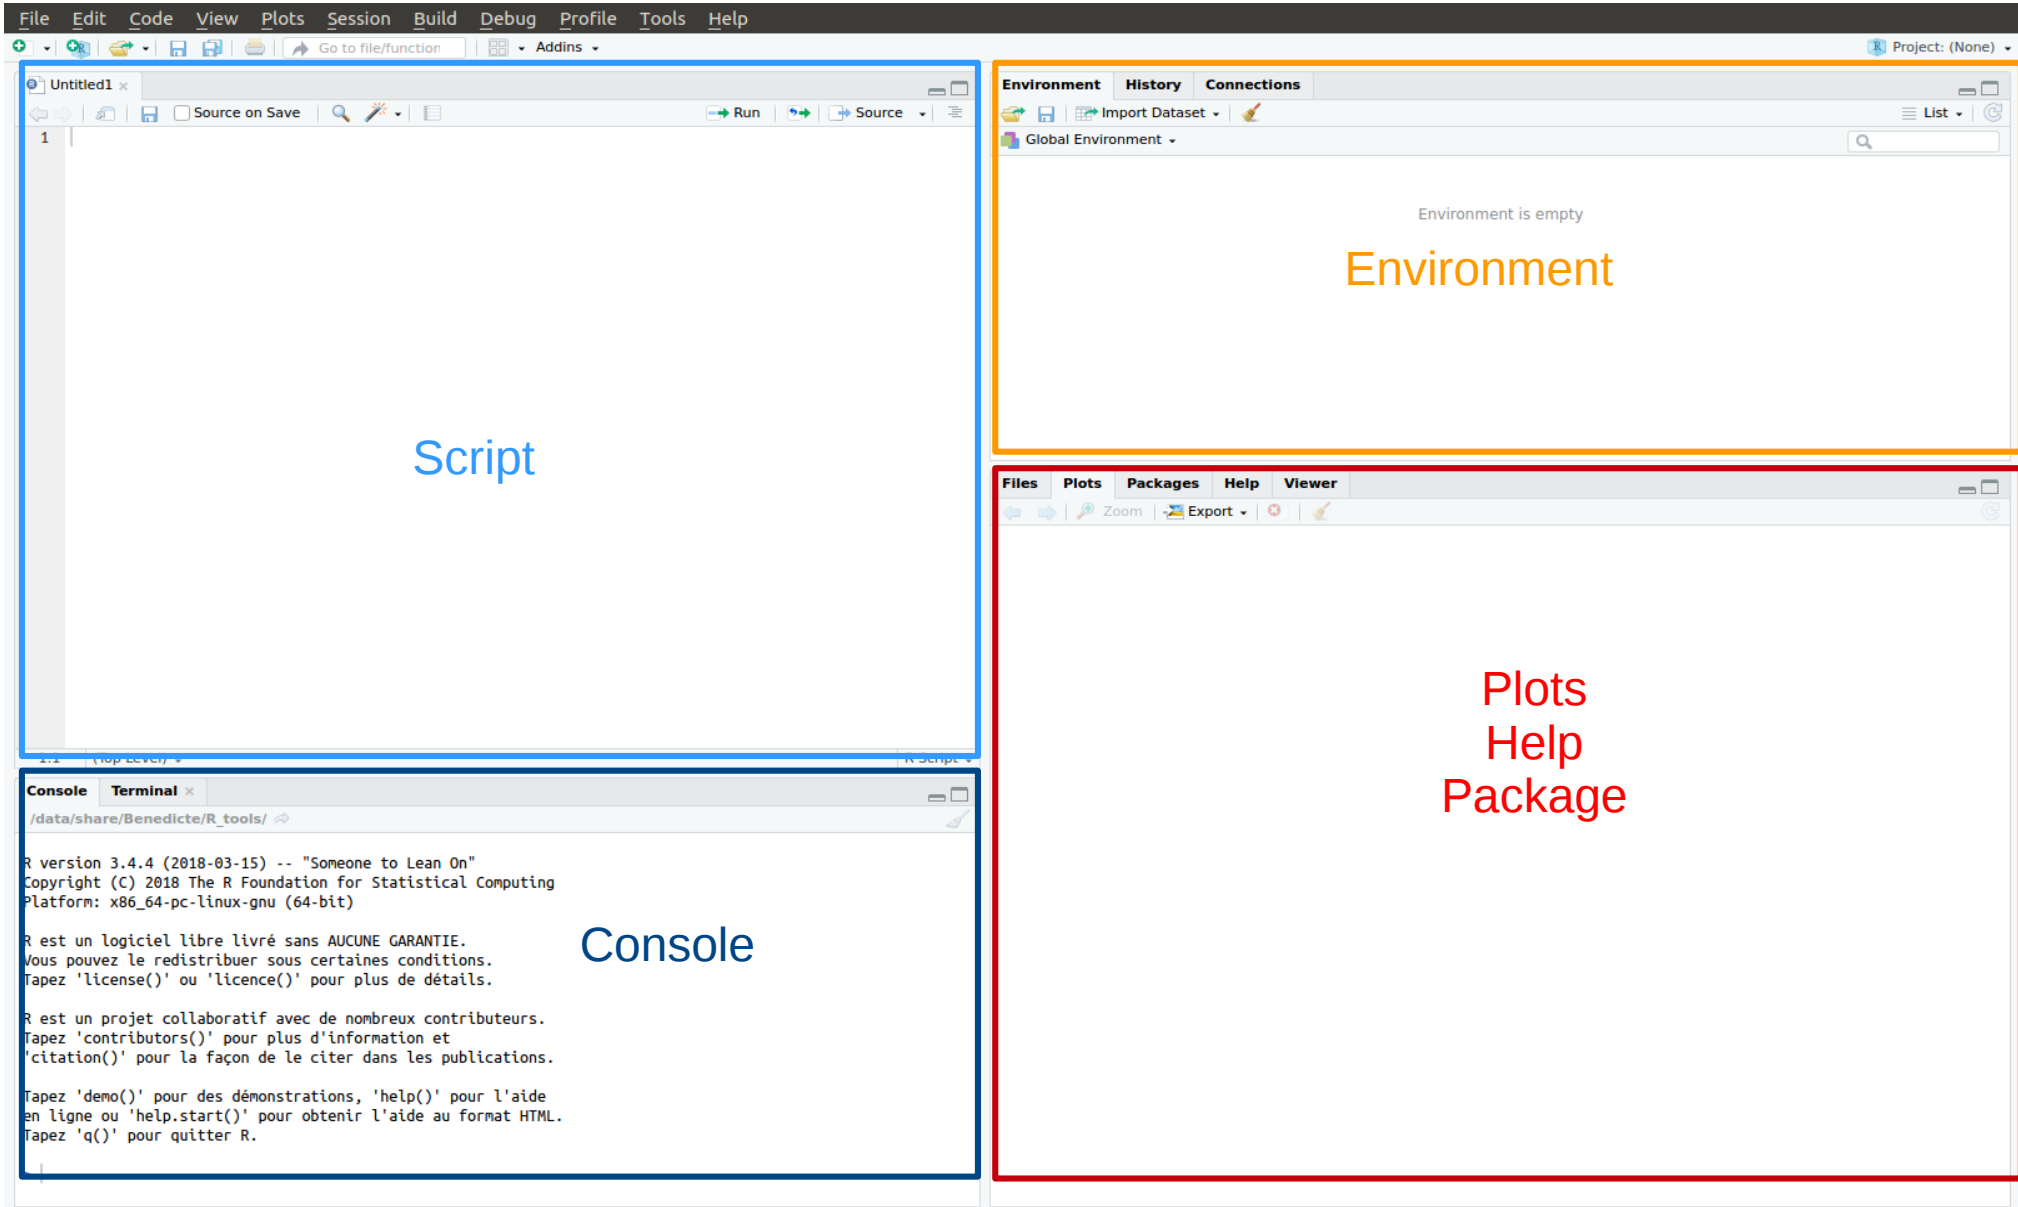 File Edit Code View Plots Session Build Debug Profile Tools Help
Go to file/function Addins Project: (None)
Untitled1
Source on Save Run Source
1
Script
1:1 (Top Level) R Script
Environment History Connections
Import Dataset List
Global Environment
Environment is empty
Environment
Console Terminal
/data/share/Benedicte/R_tools/
R version 3.4.4 (2018-03-15) -- "Someone to Lean On"
Copyright (C) 2018 The R Foundation for Statistical Computing
Platform: x86_64-pc-linux-gnu (64-bit)
R est un logiciel libre livré sans AUCUNE GARANTIE.
Vous pouvez le redistribuer sous certaines conditions.
Tapez 'license()' ou 'licence()' pour plus de détails.
R est un projet collaboratif avec de nombreux contributeurs.
Tapez 'contributors()' pour plus d'information et
'citation()' pour la façon de le citer dans les publications.
Tapez 'demo()' pour des démonstrations, 'help()' pour l'aide
en ligne ou 'help.start()' pour obtenir l'aide au format HTML.
Tapez 'q()' pour quitter R.
Console
Files Plots Packages Help Viewer
Zoom Export
Plots
Help
Package